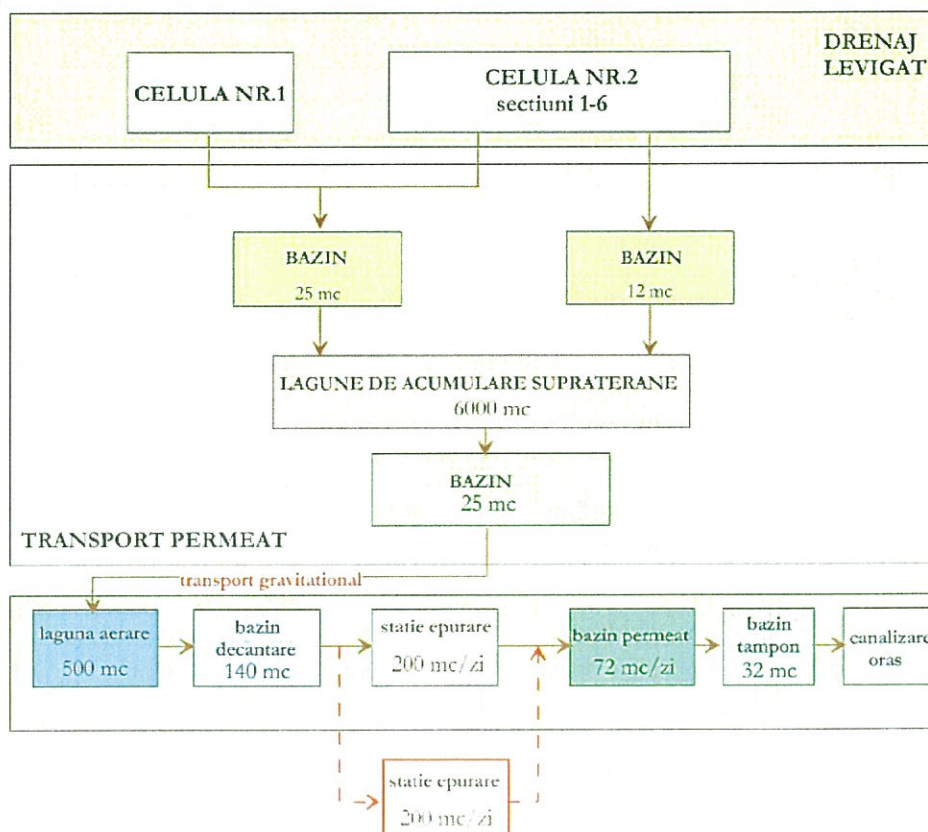 DRENAJ
LEVIGAT
CELULA NR.1
CELULA NR.2
sectiuni 1-6
BAZIN
25 mc
BAZIN
12 mc
LAGUNE DE ACUMULARE SUPRATERANE
6000 mc
BAZIN
25 mc
TRANSPORT PERMEAT
transport gravitational
laguna aerare
500 mc
bazin
decantare
140 mc
statie epurare
200 mc/zi
bazin permeat
72 mc/zi
bazin
tampon
32 mc
canalizare
oras
statie epurare
200 mc/zi